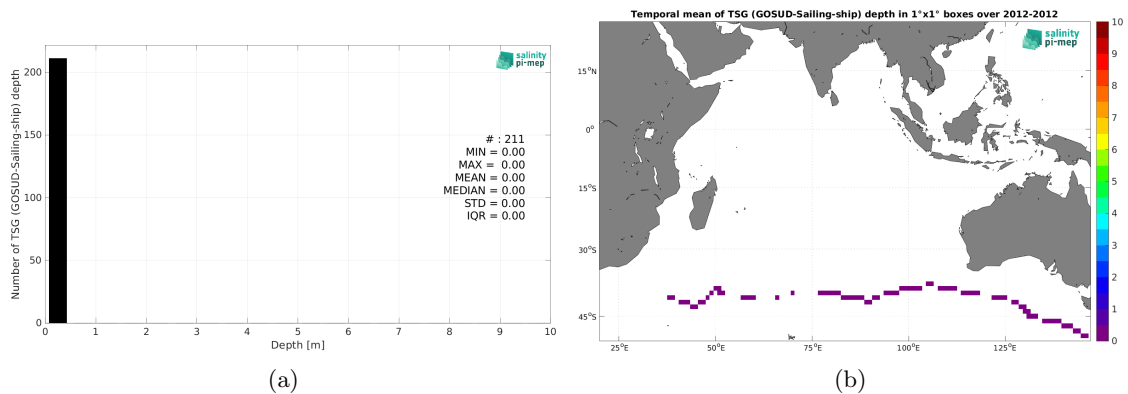 Number of TSG (GOSUD-Sailing-ship) depth
200
150
100
50
0
0 1 2 3 4 5 6 7 8 9 10
Depth [m]
salinity
pi-mep
# : 211
MIN = 0.00
MAX = 0.00
MEAN = 0.00
MEDIAN = 0.00
STD = 0.00
IQR = 0.00
(a)
Temporal mean of TSG (GOSUD-Sailing-ship) depth in 1°x1° boxes over 2012-2012
salinity
pi-mep
15°N
0°
15°S
30°S
45°S
25°E 50°E 75°E 100°E 125°E
10
9
8
7
6
5
4
3
2
1
0
(b)